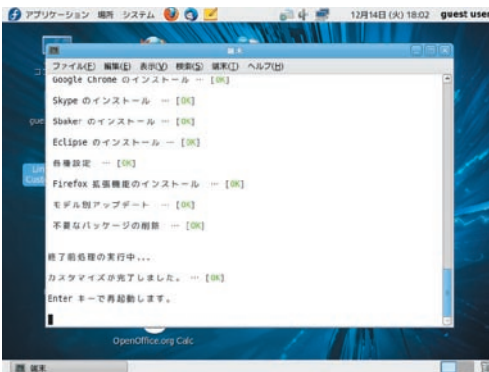 アプリケーション 場所 システム 12月14日 (火) 18:02 guest user
端末
ファイル(F) 編集(E) 表示(V) 検索(S) 端末(T) ヘルプ(H)
Google Chrome のインストール … [OK]
Skype のインストール … [OK]
Sbaker のインストール … [OK]
Eclipse のインストール … [OK]
各種設定 … [OK]
Firefox 拡張機能のインストール … [OK]
モデル別アップデート … [OK]
不要なパッケージの削除 … [OK]
終了前処理の実行中...
カスタマイズが完了しました。 … [OK]
Enter キーで再起動します。
OpenOffice.org Calc
端末